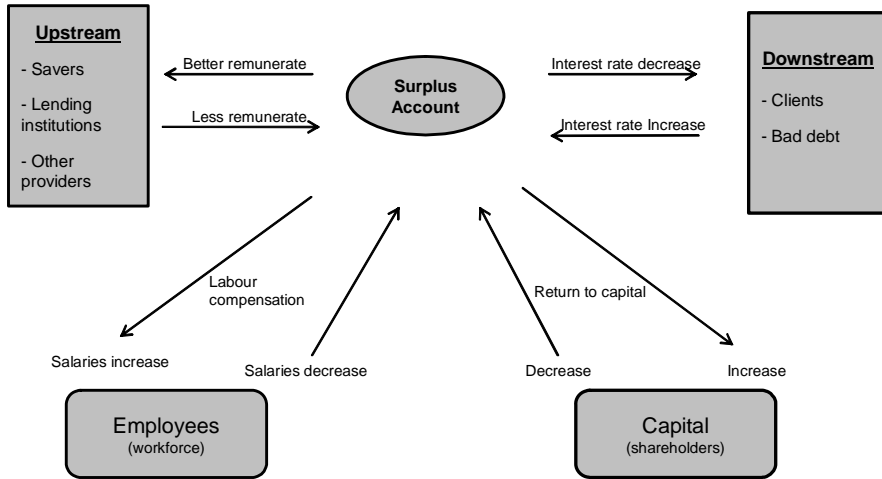 Upstream
- Savers
- Lending
institutions
- Other
providers
Better remunerate
Less remunerate
Surplus
Account
Interest rate decrease
Interest rate Increase
Downstream
- Clients
- Bad debt
Labour
compensation
Return to capital
Salaries increase
Salaries decrease
Decrease
Increase
Employees
(workforce)
Capital
(shareholders)